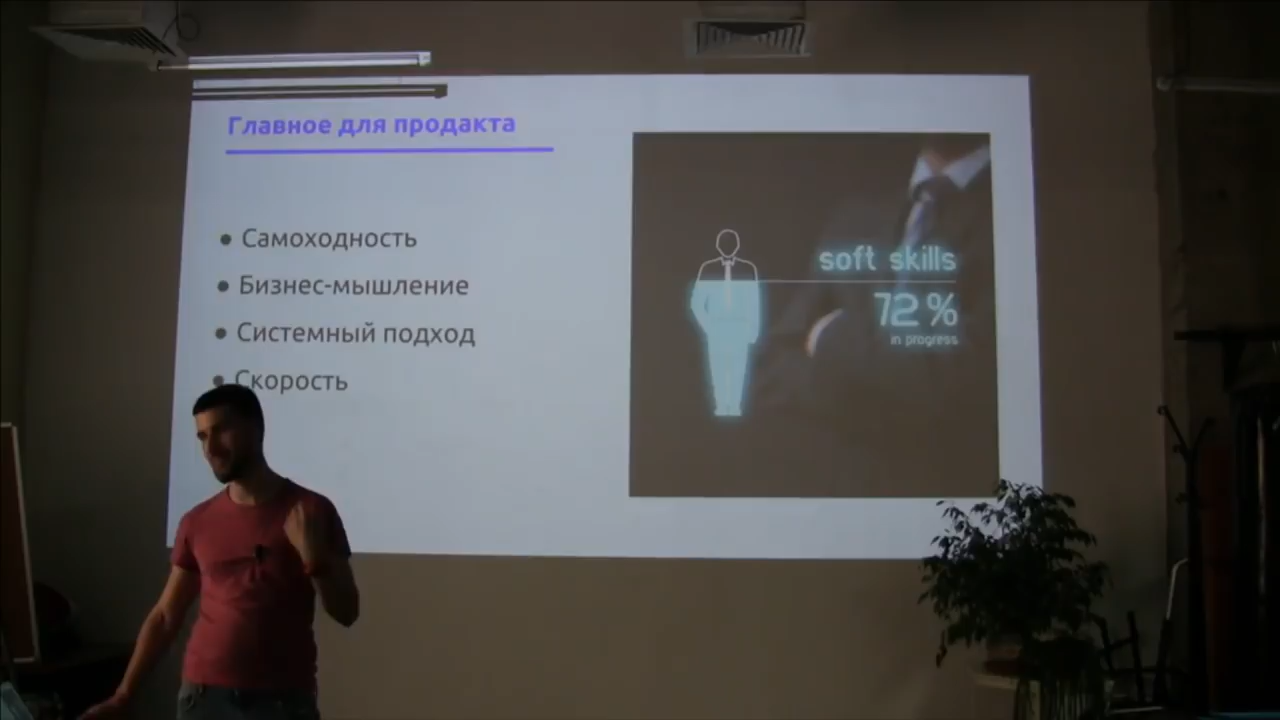 Главное для продакта
• Самоходность
• Бизнес-мышление
• Системный подход
• Скорость
soft skills
72 %
in progress